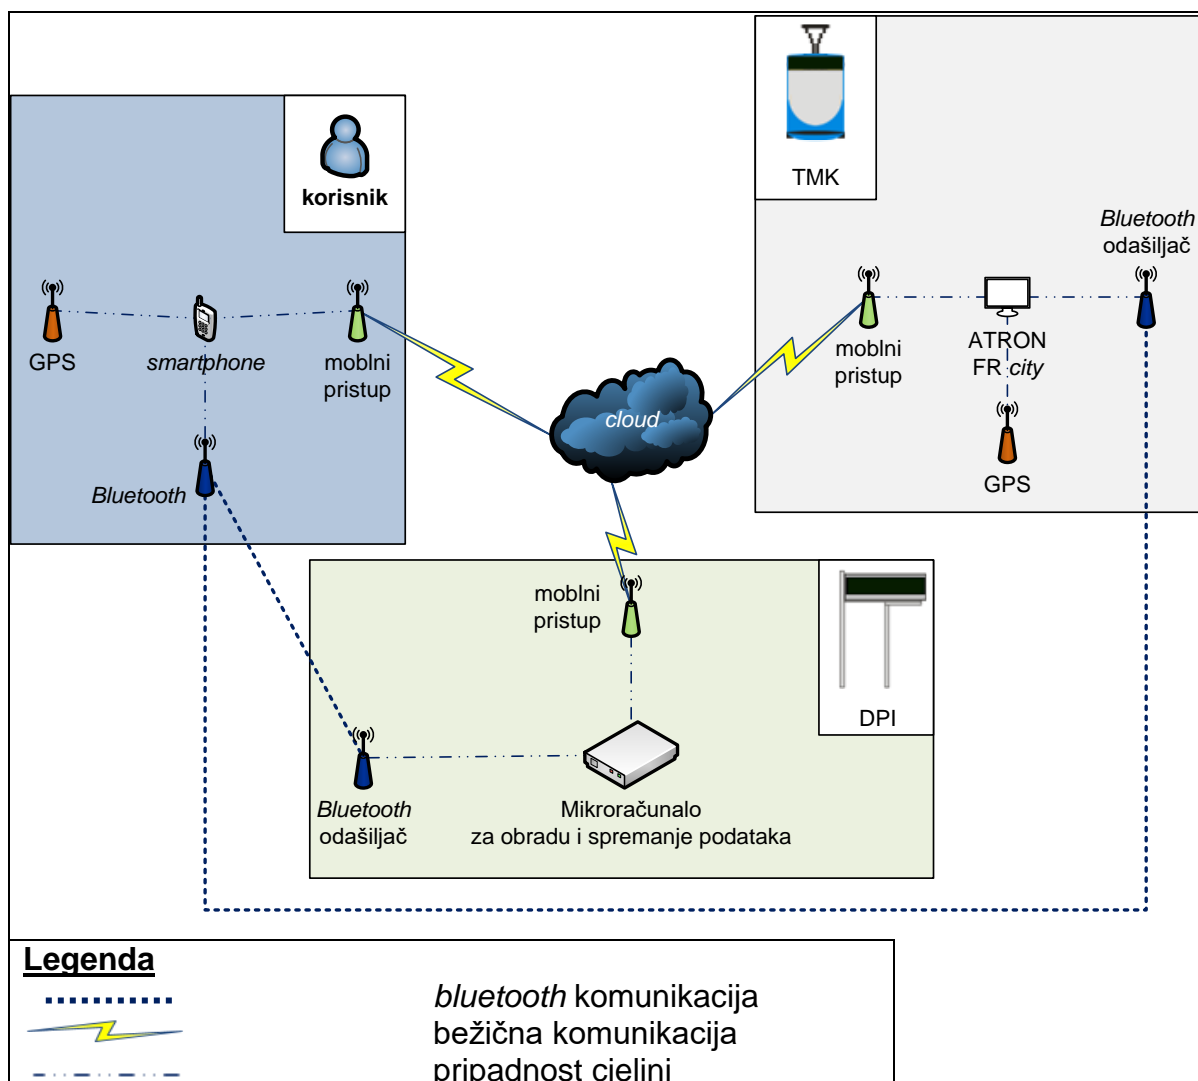 TMK
korisnik
Bluetooth
odašiljač
GPS
smartphone
moblni
pristup
moblni
pristup
ATRON
FR city
cloud
GPS
Bluetooth
moblni
pristup
DPI
Bluetooth
odašiljač
Mikroračunalo
za obradu i spremanje podataka
Legenda
bluetooth komunikacija
bežična komunikacija
pripadnost cjelini